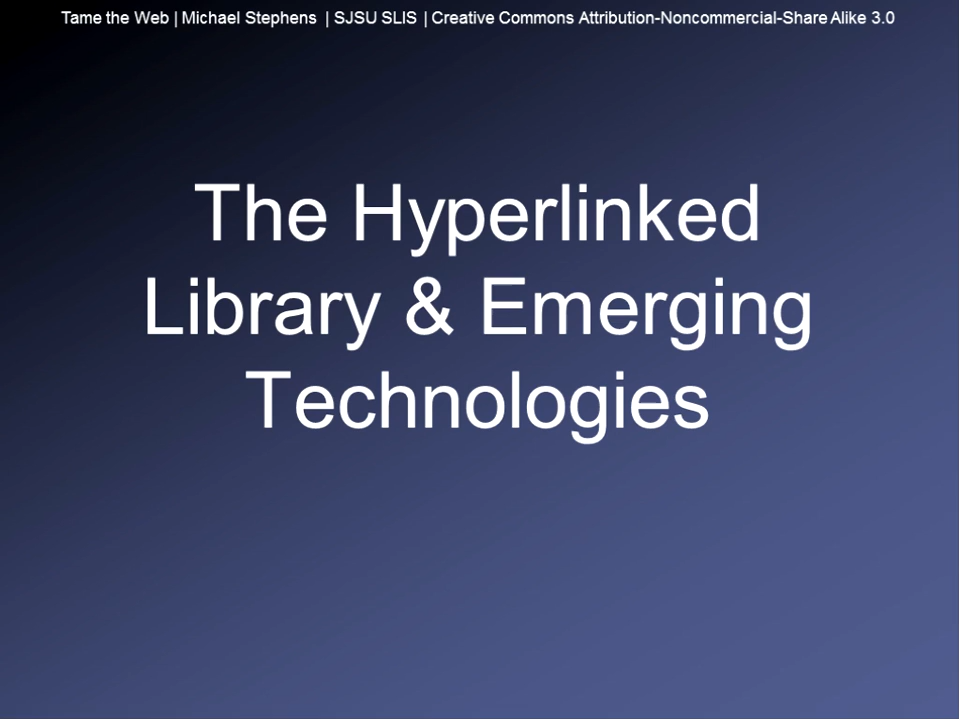 Tame the Web | Michael Stephens | SJSU SLIS | Creative Commons Attribution-Noncommercial-Share Alike 3.0
The Hyperlinked
Library & Emerging
Technologies